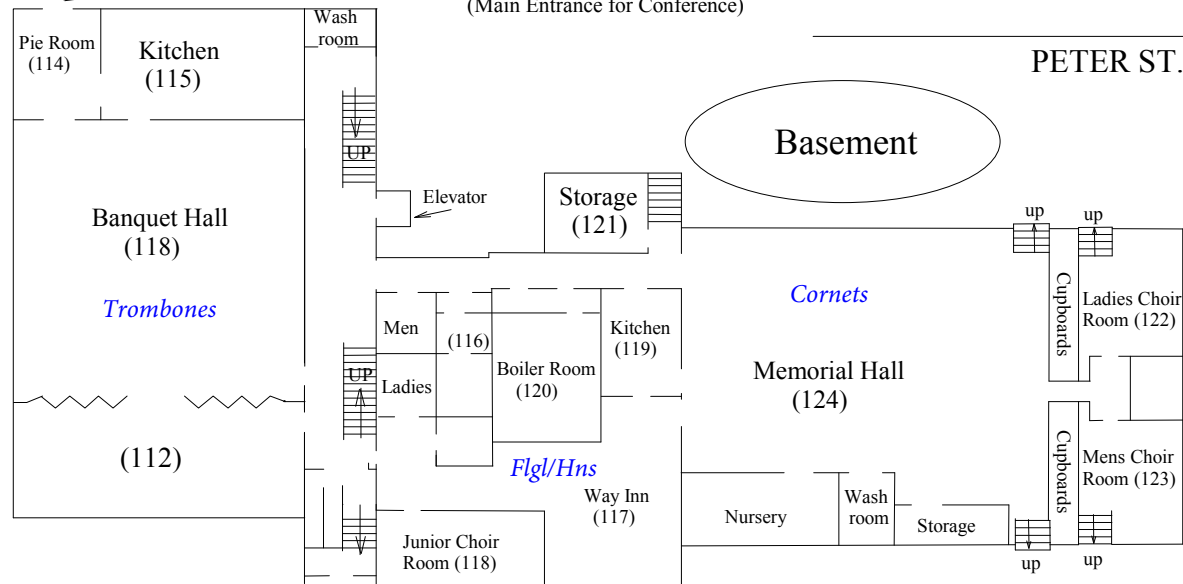 (Main Entrance for Conference)
PETER ST.
Basement
Wash
room
Pie Room
(114)
Kitchen
(115)
UP
Elevator
Storage
(121)
up
up
Banquet Hall
(118)
Trombones
Cornets
Cupboards
Ladies Choir
Room (122)
Men
(116)
Kitchen
(119)
Boiler Room
(120)
Memorial Hall
(124)
UP
Ladies
(112)
Flgl/Hns
Way Inn
(117)
Cupboards
Mens Choir
Room (123)
Nursery
Wash
room
Storage
Junior Choir
Room (118)
up
up